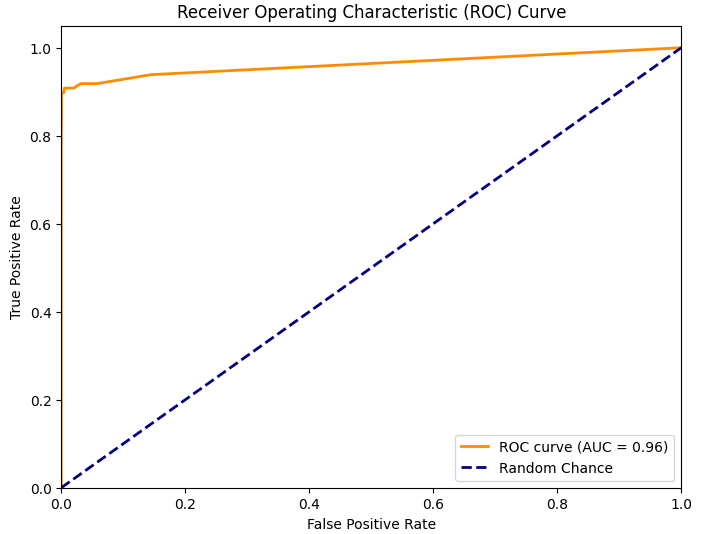 Receiver Operating Characteristic (ROC) Curve
True Positive Rate
1.0
0.8
0.6
0.4
0.2
0.0
ROC curve (AUC = 0.96)
Random Chance
0.0 0.2 0.4 0.6 0.8 1.0
False Positive Rate